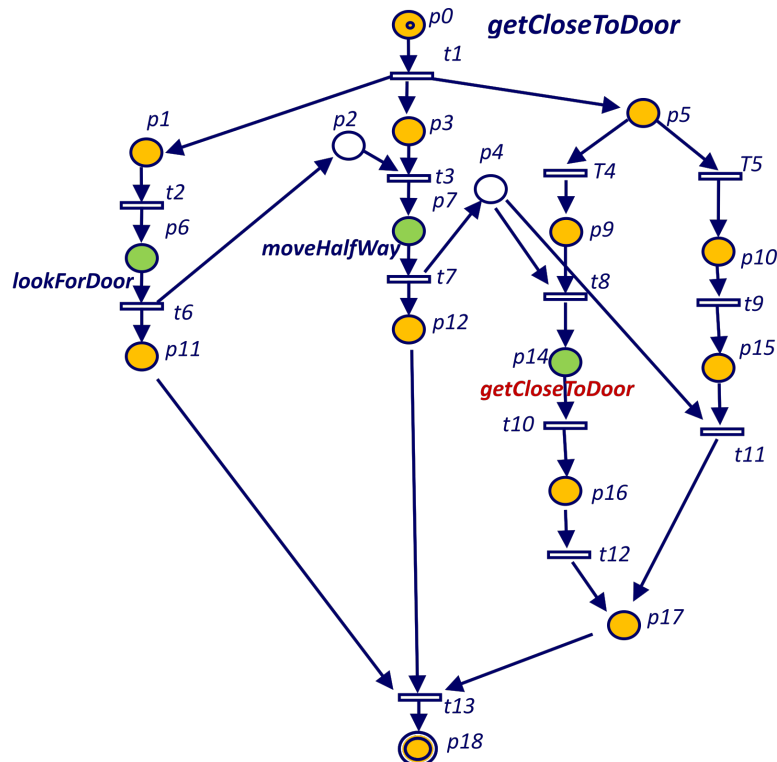 p0
getCloseToDoor
t1
p1
p2
p3
p4
p5
t2
t3
T4
T5
p6
p7
p9
p10
lookForDoor
moveHalfWay
t6
t7
t8
t9
p11
p12
p14
p15
getCloseToDoor
t10
t11
p16
t12
p17
t13
p18